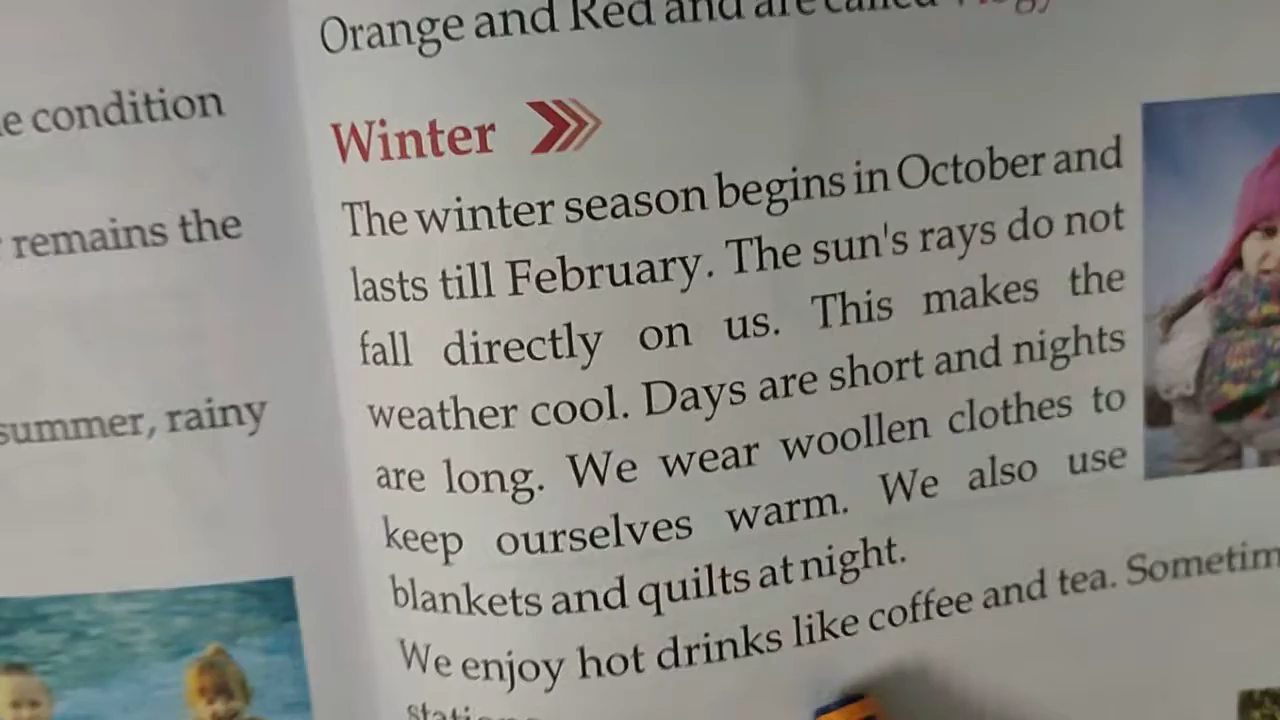 e condition
remains the
summer, rainy
Orange and Red and are called
Winter
The winter season begins in October and
lasts till February. The sun's rays do not
fall directly on us. This makes the
weather cool. Days are short and nights
are long. We wear woollen clothes to
keep ourselves warm. We also use
blankets and quilts at night.
We enjoy hot drinks like coffee and tea. Sometim